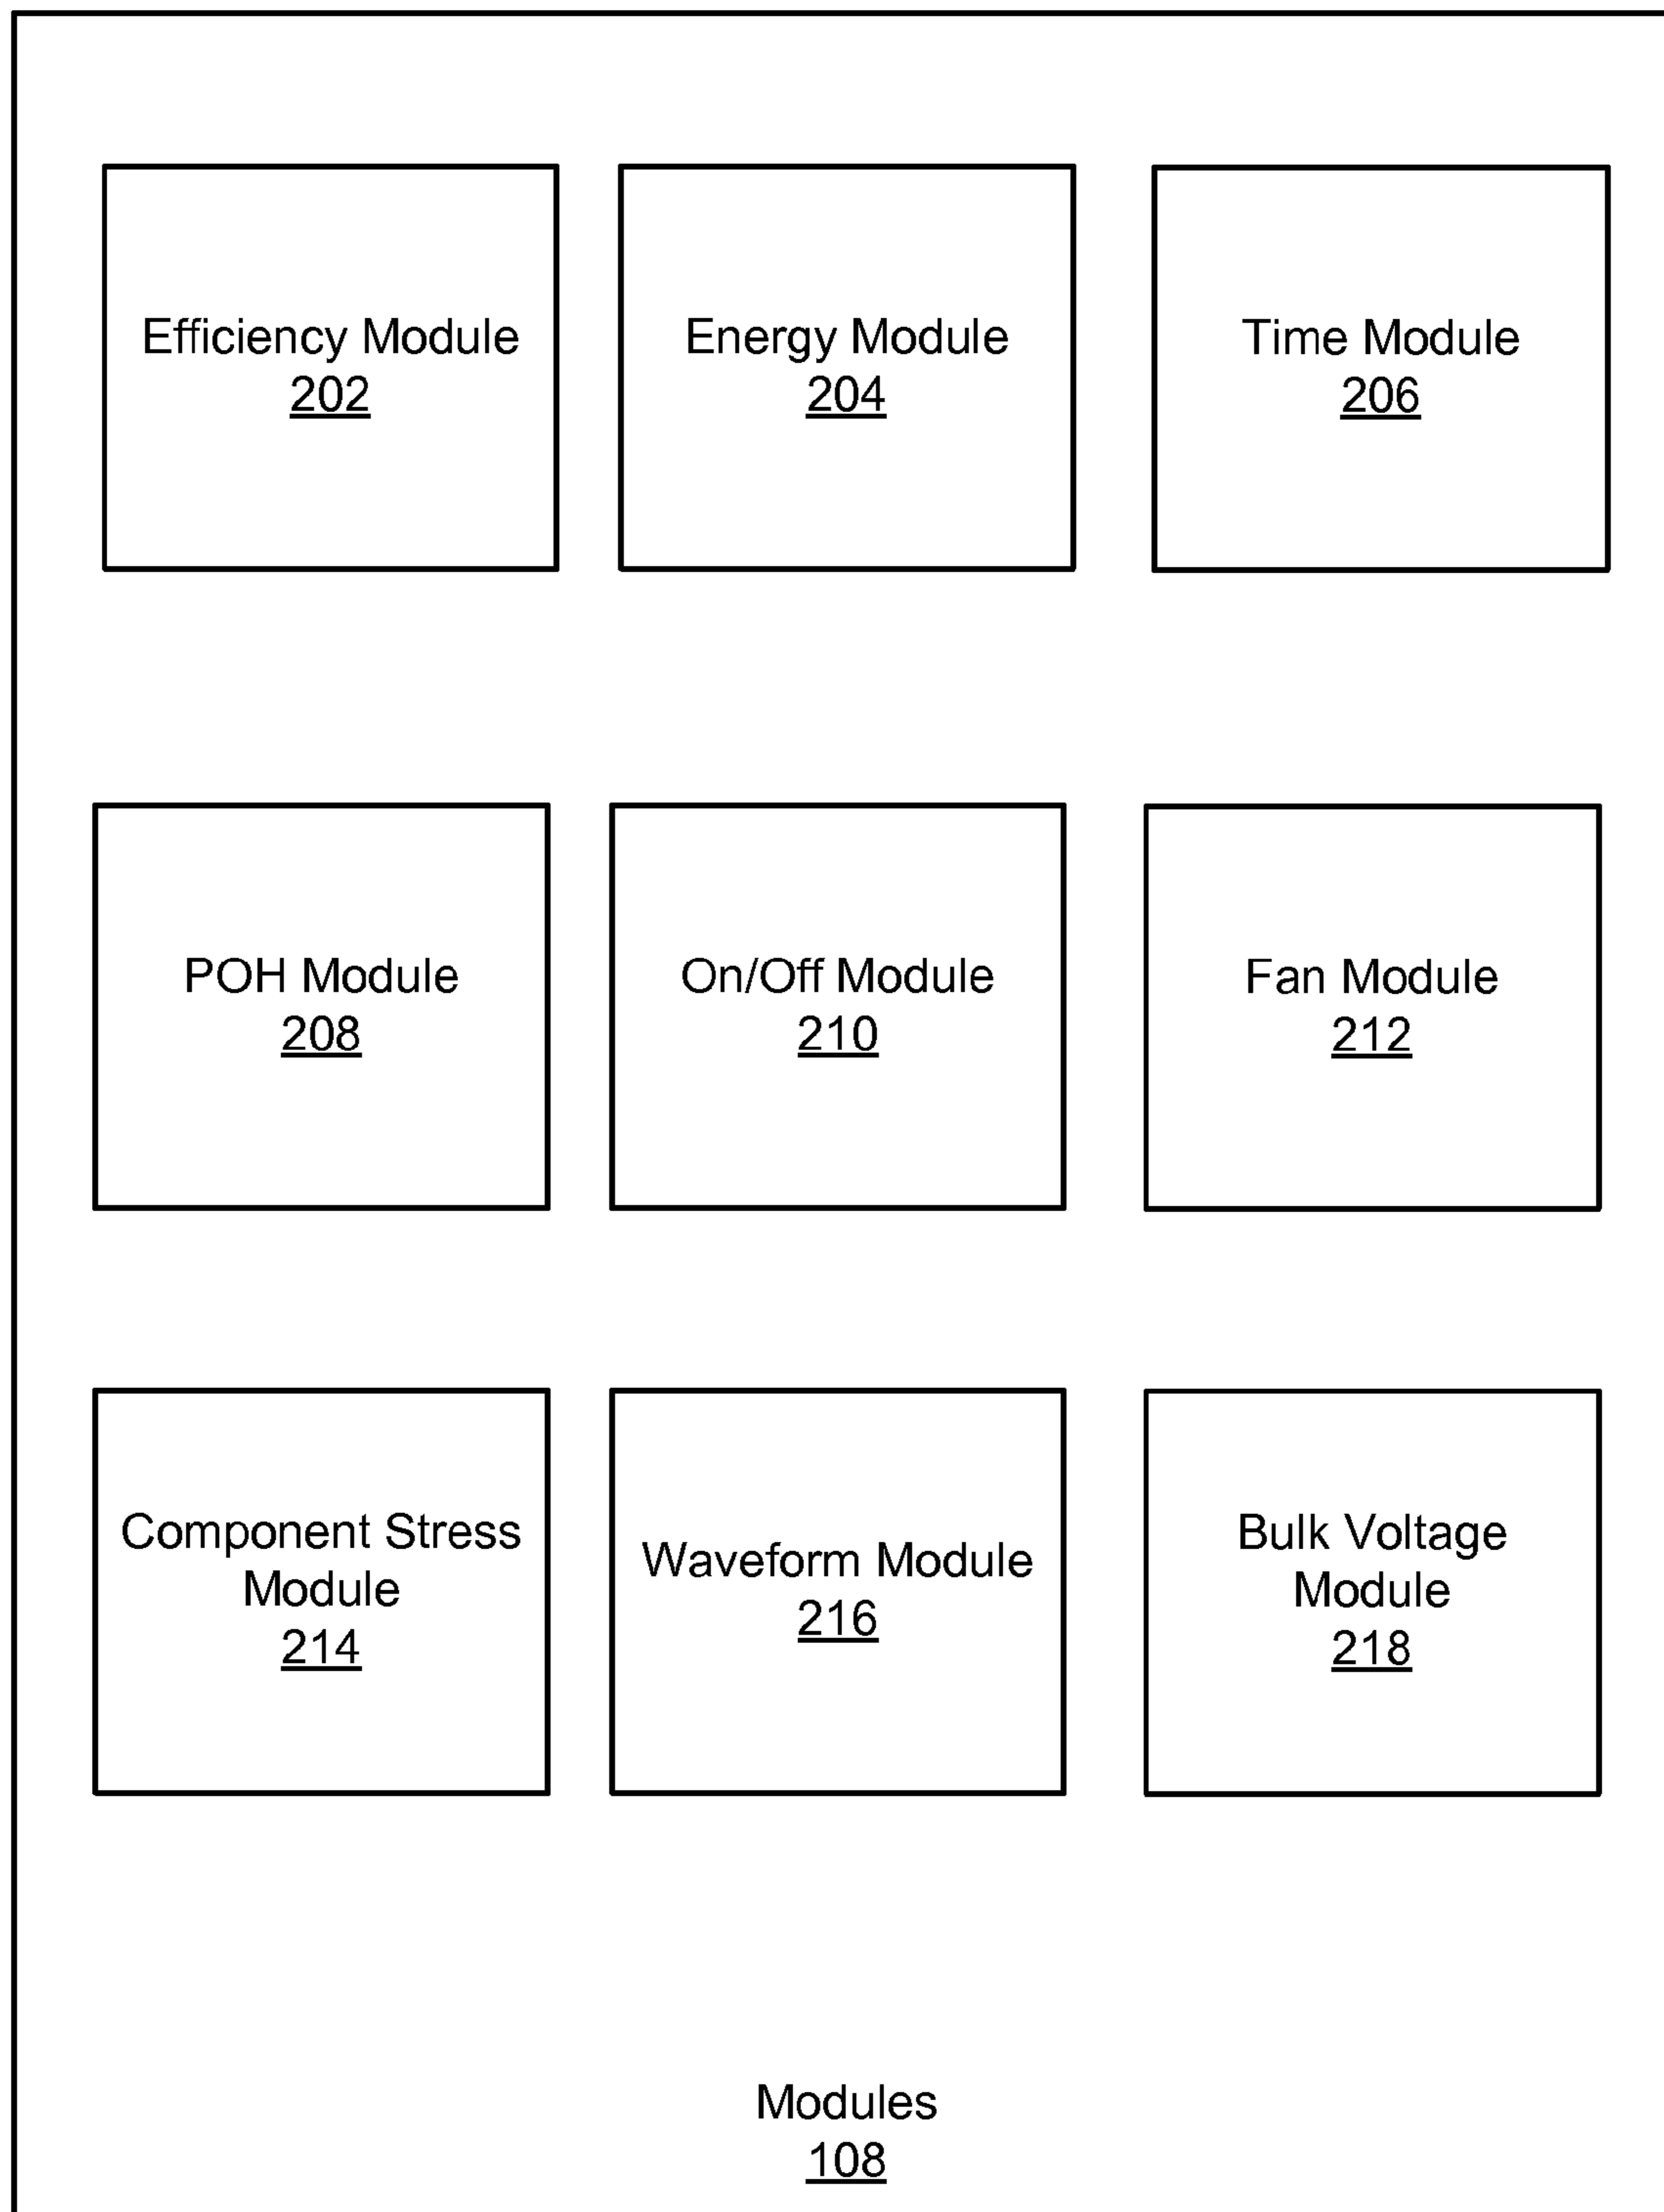 Efficiency Module
202
Energy Module
204
Time Module
206
POH Module
208
On/Off Module
210
Fan Module
212
Component Stress
Module
214
Waveform Module
216
Bulk Voltage
Module
218
Modules
108